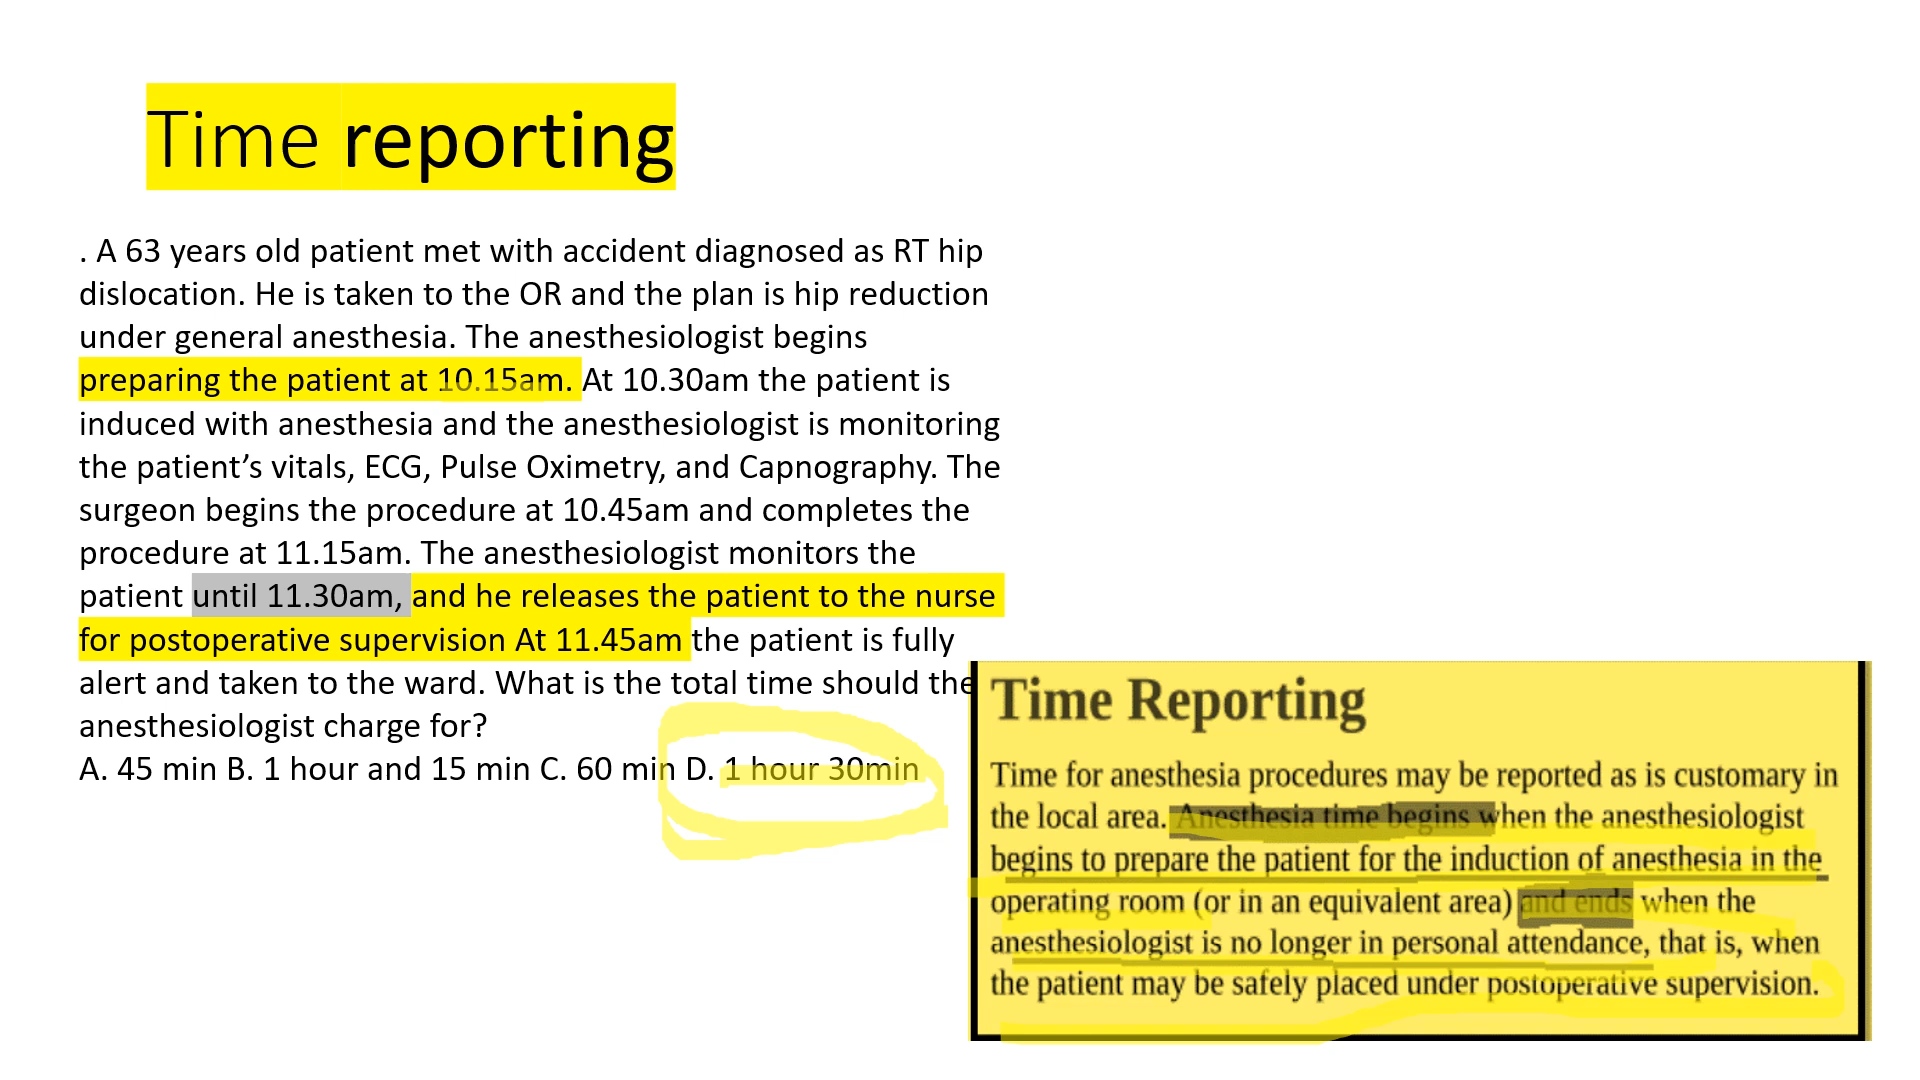 Time reporting
. A 63 years old patient met with accident diagnosed as RT hip
dislocation. He is taken to the OR and the plan is hip reduction
under general anesthesia. The anesthesiologist begins
preparing the patient at 10.15am. At 10.30am the patient is
induced with anesthesia and the anesthesiologist is monitoring
the patient’s vitals, ECG, Pulse Oximetry, and Capnography. The
surgeon begins the procedure at 10.45am and completes the
procedure at 11.15am. The anesthesiologist monitors the
patient until 11.30am, and he releases the patient to the nurse
for postoperative supervision At 11.45am the patient is fully
alert and taken to the ward. What is the total time should the
anesthesiologist charge for?
A. 45 min B. 1 hour and 15 min C. 60 min D. 1 hour 30min
Time Reporting
Time for anesthesia procedures may be reported as is customary in
the local area. Anesthesia time begins when the anesthesiologist
begins to prepare the patient for the induction of anesthesia in the
operating room (or in an equivalent area) and ends when the
anesthesiologist is no longer in personal attendance, that is, when
the patient may be safely placed under postoperative supervision.